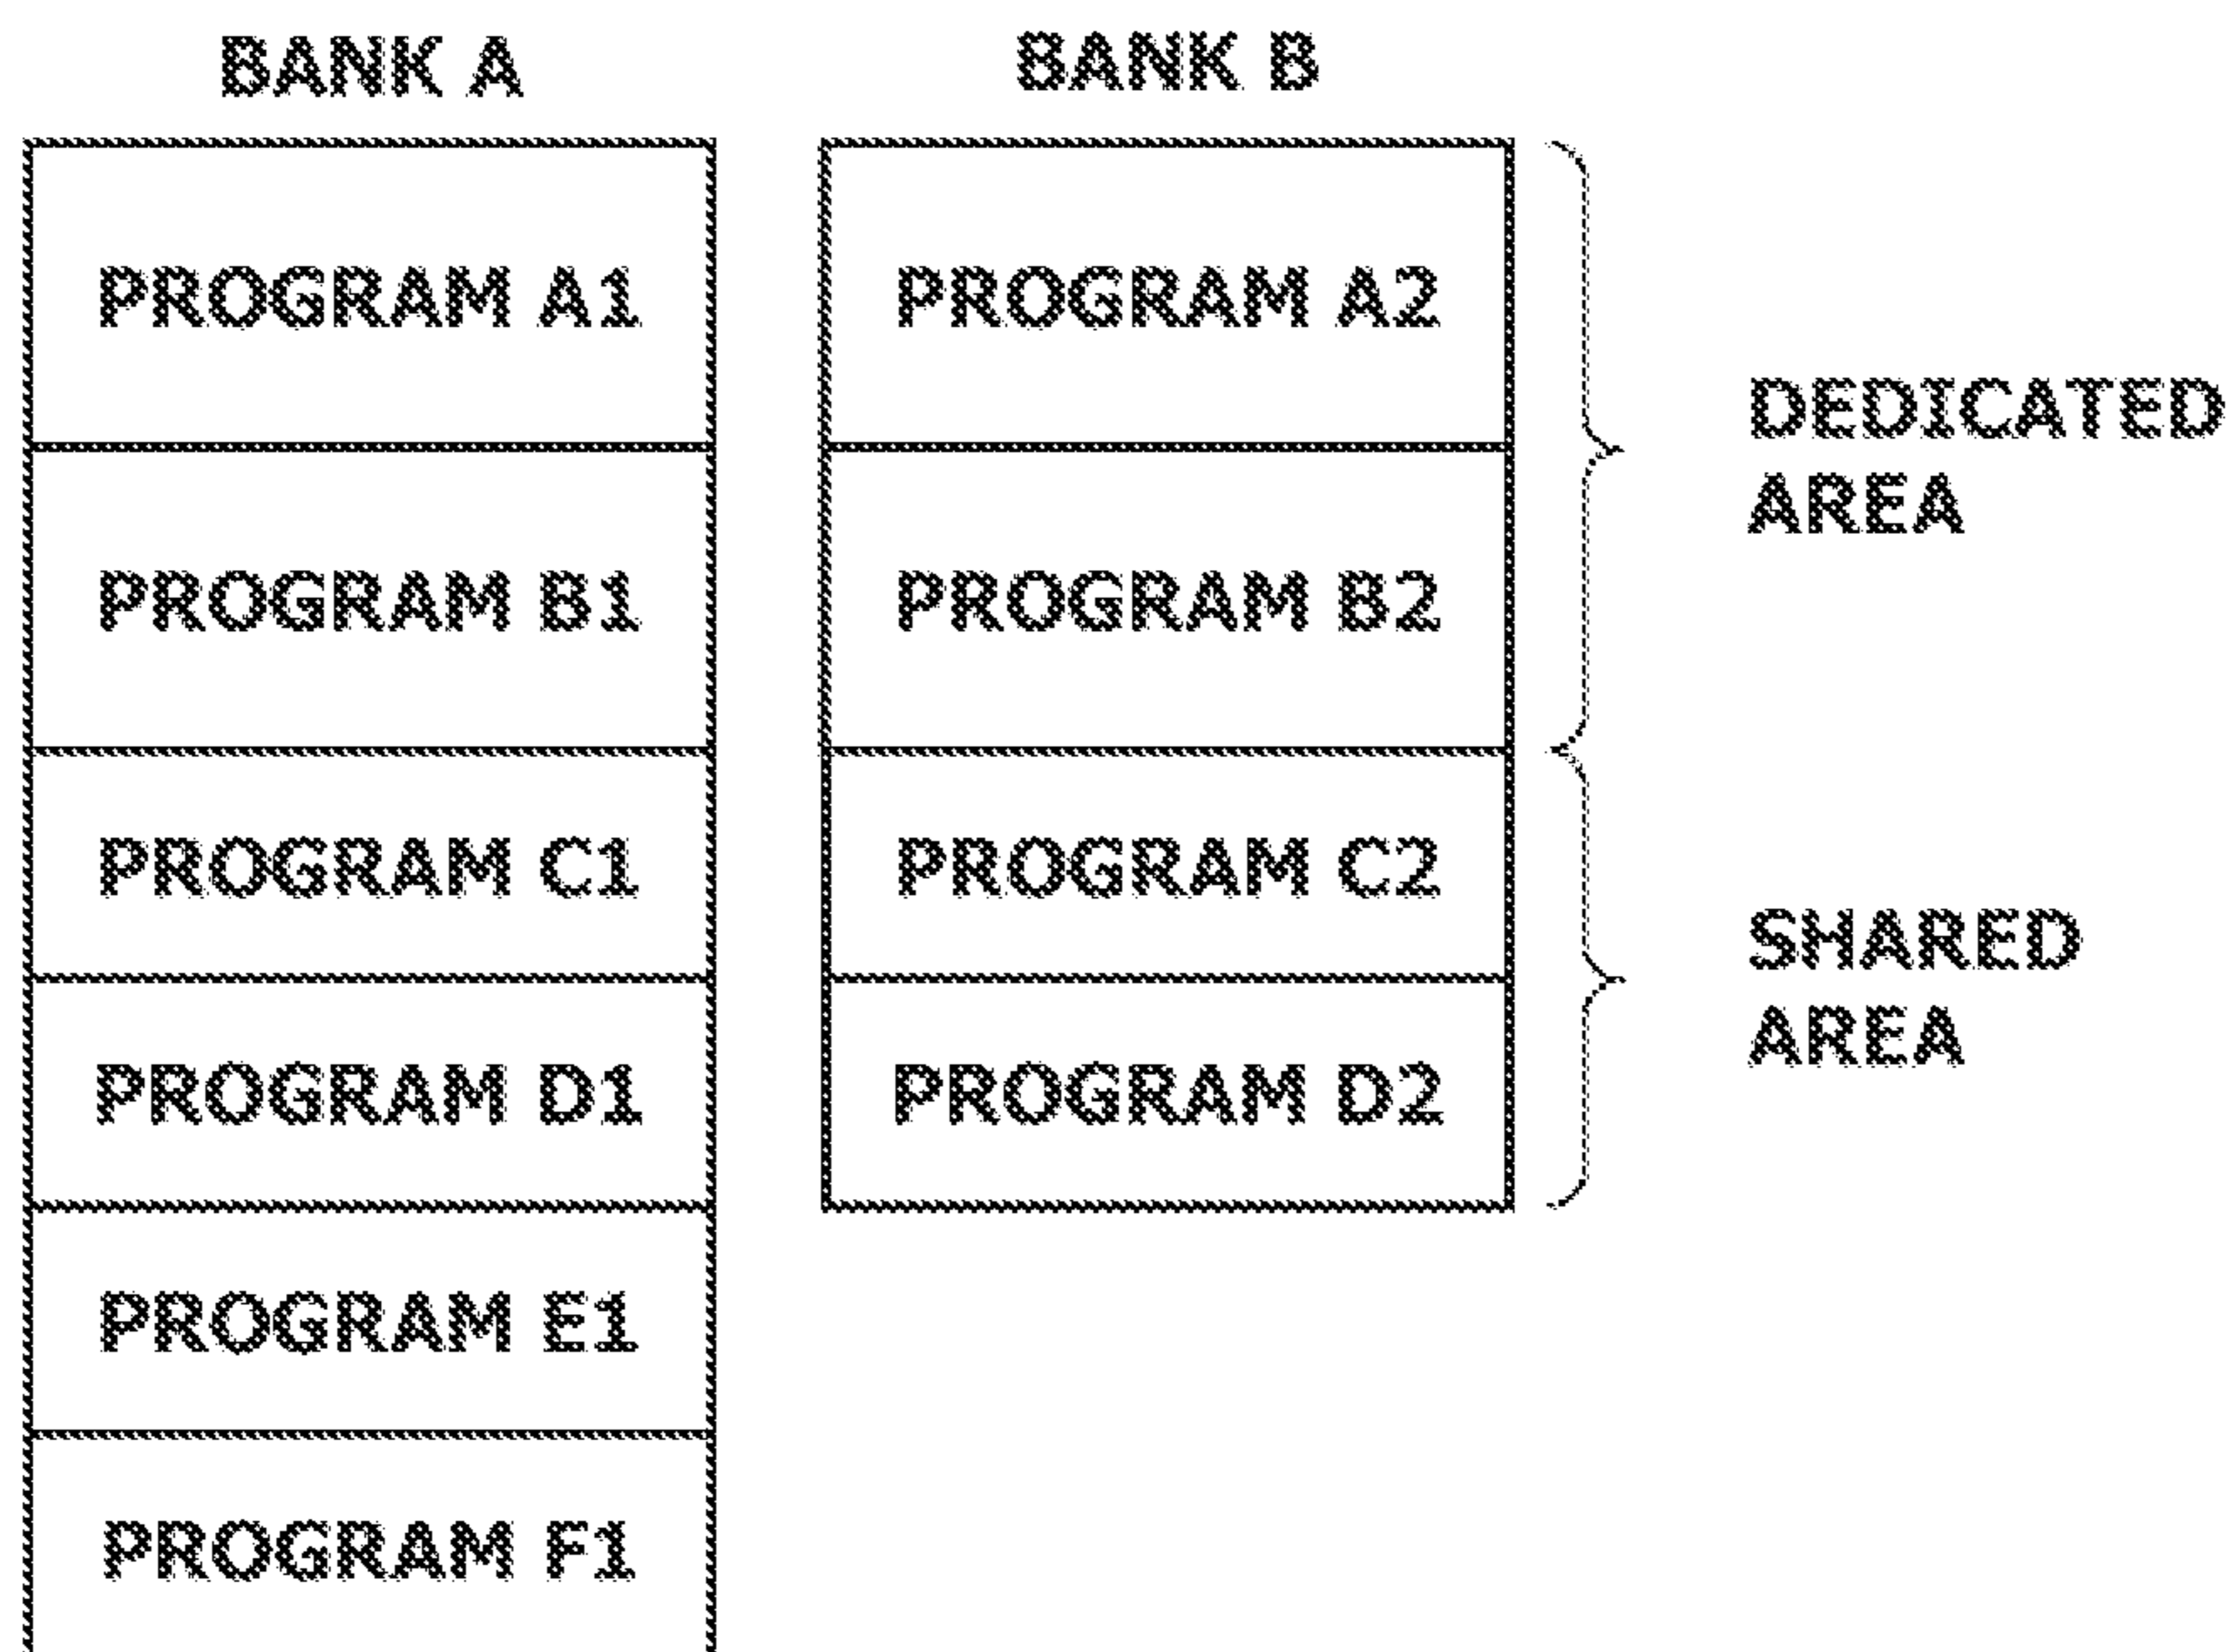 BANK A
BANK B
PROGRAM A1
PROGRAM A2
DEDICATED
AREA
PROGRAM B1
PROGRAM B2
PROGRAM C1
PROGRAM C2
SHARED
AREA
PROGRAM D1
PROGRAM D2
PROGRAM E1
PROGRAM F1